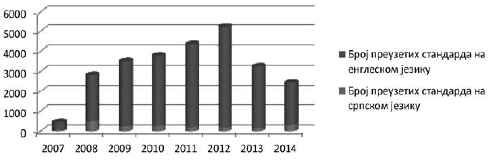 6000
5000
4000
3000
2000
1000
0
2007 2008 2009 2010 2011 2012 2013 2014
Број преузетих стандарда на
енглеском језику
Број преузетих стандарда на
српском језику